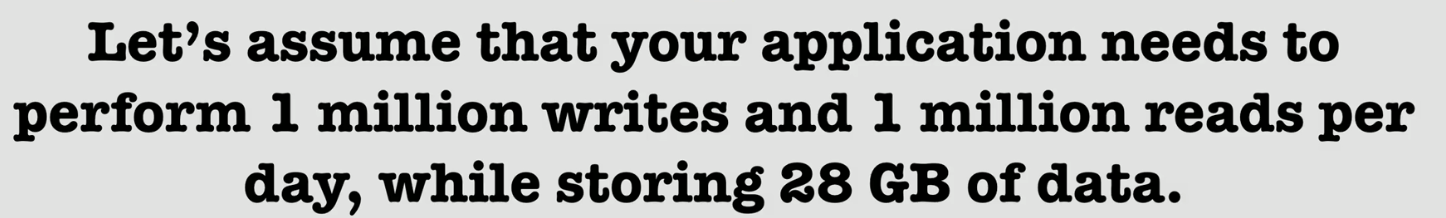 Let's assume that your application needs to
perform 1 million writes and 1 million reads per
day, while storing 28 GB of data.